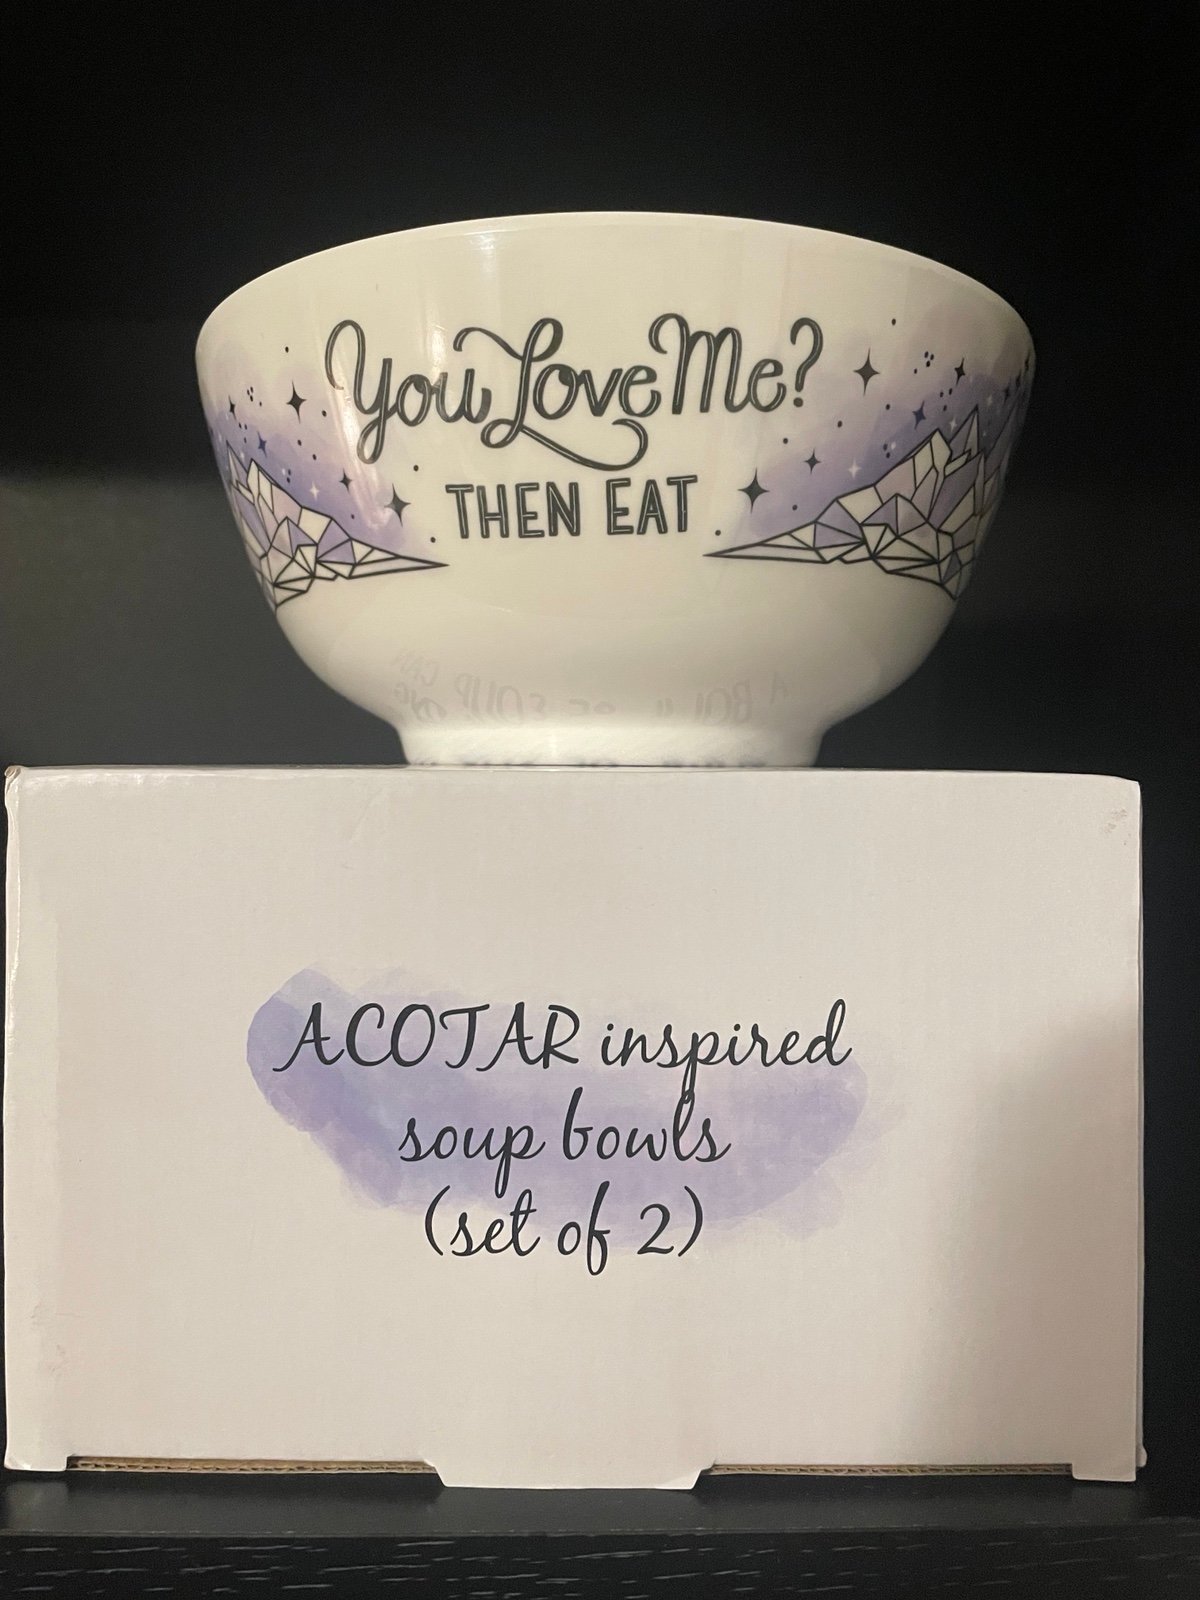 You Love Me?
THEN EAT
ACOTAR inspired
soup bowls
(set of 2)